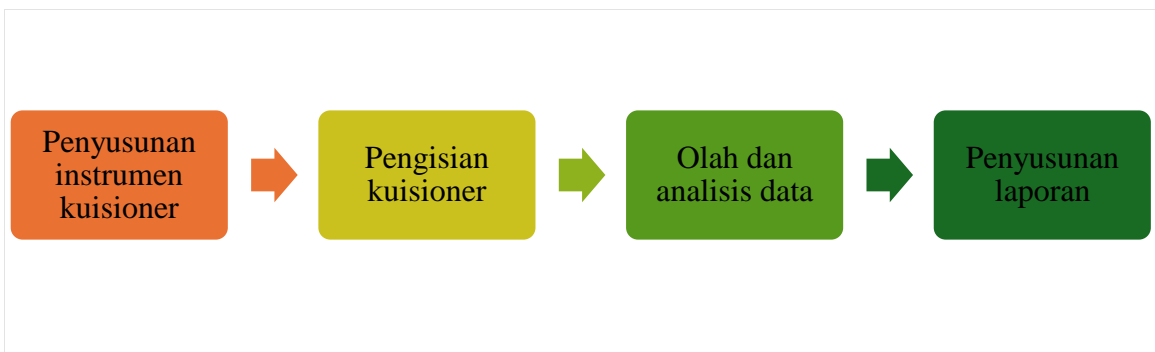 Penyusunan
instrumen
kuisioner
Pengisian
kuisioner
Olah dan
analisis data
Penyusunan
laporan